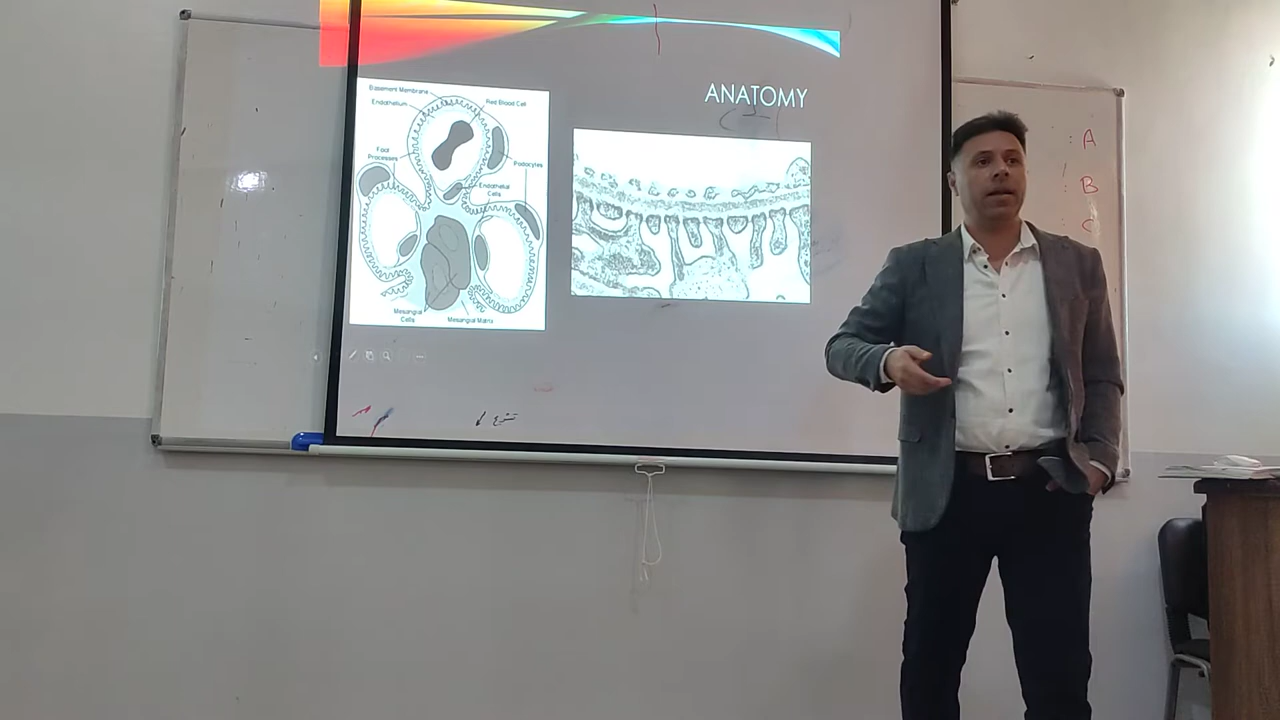 ANATOMY
Basement Membrane
Endothelium
Red Blood Cell
Foot
Processes
Podocytes
Endothelial
Cells
Mesangial
Cells
Mesangial Matrix
: A
: B
C